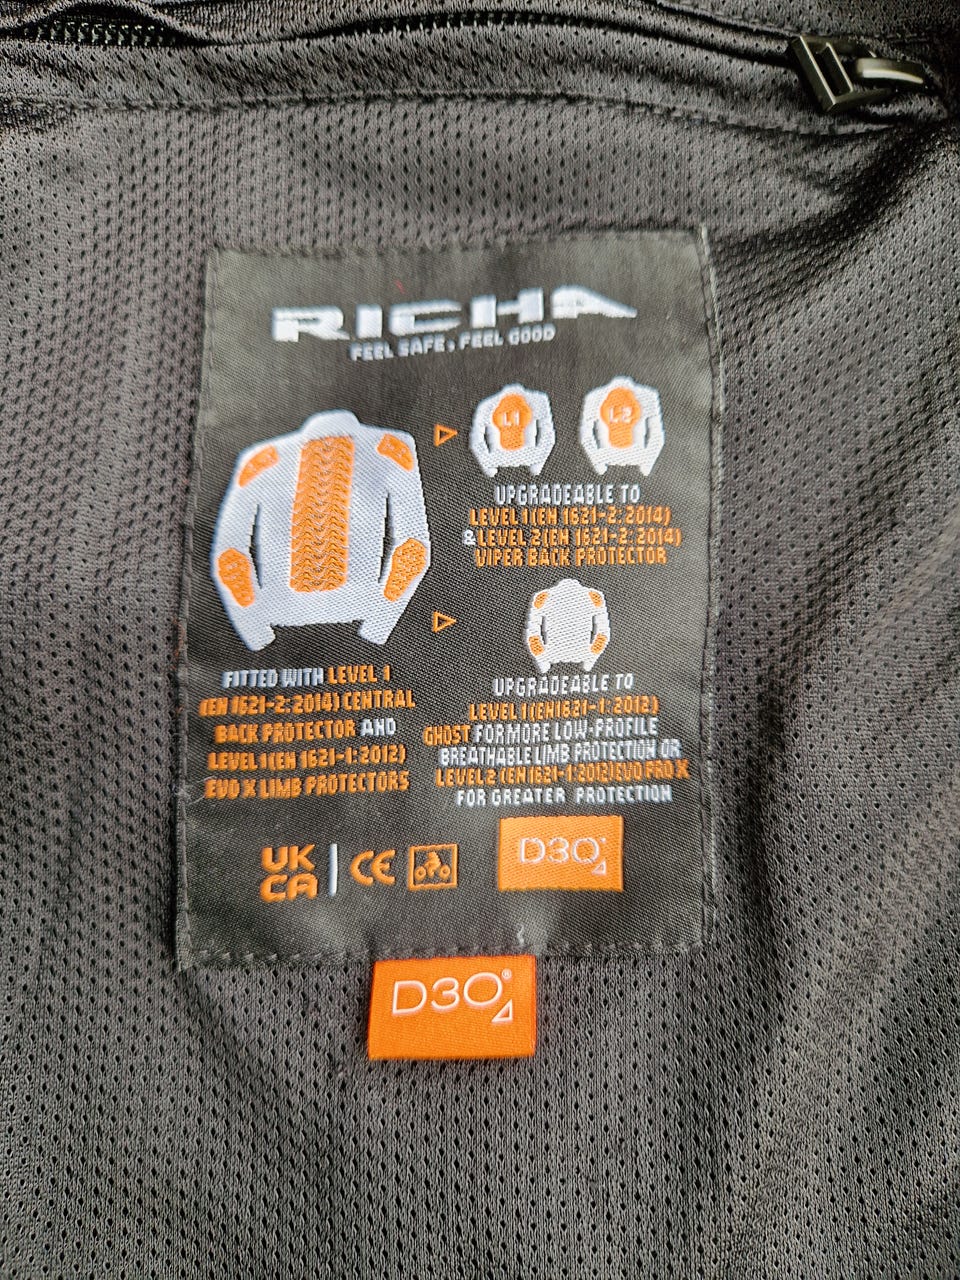 RICHA
FEEL SAFE, FEEL GOOD
L1
L2
UPGRADEABLE TO
LEVEL 1 (EN 1621-2: 2014)
LEVEL 2 (EN 1621-2: 2014)
VIPER BACK PROTECTOR
FITTED WITH LEVEL 1
(EN 1621-2: 2014) CENTRAL
BACK PROTECTOR AND
LEVEL 1 (EN 1621-1: 2012)
EVO X LIMB PROTECTORS
UPGRADEABLE TO
LEVEL 1 (EN1621-1: 2012)
GHOST FOR MORE LOW-PROFILE
BREATHABLE LIMB PROTECTION OR
LEVEL 2 (EN 1621-1: 2012) EVO PRO X
FOR GREATER PROTECTION
UK
CA
CE
D3O
D3O®